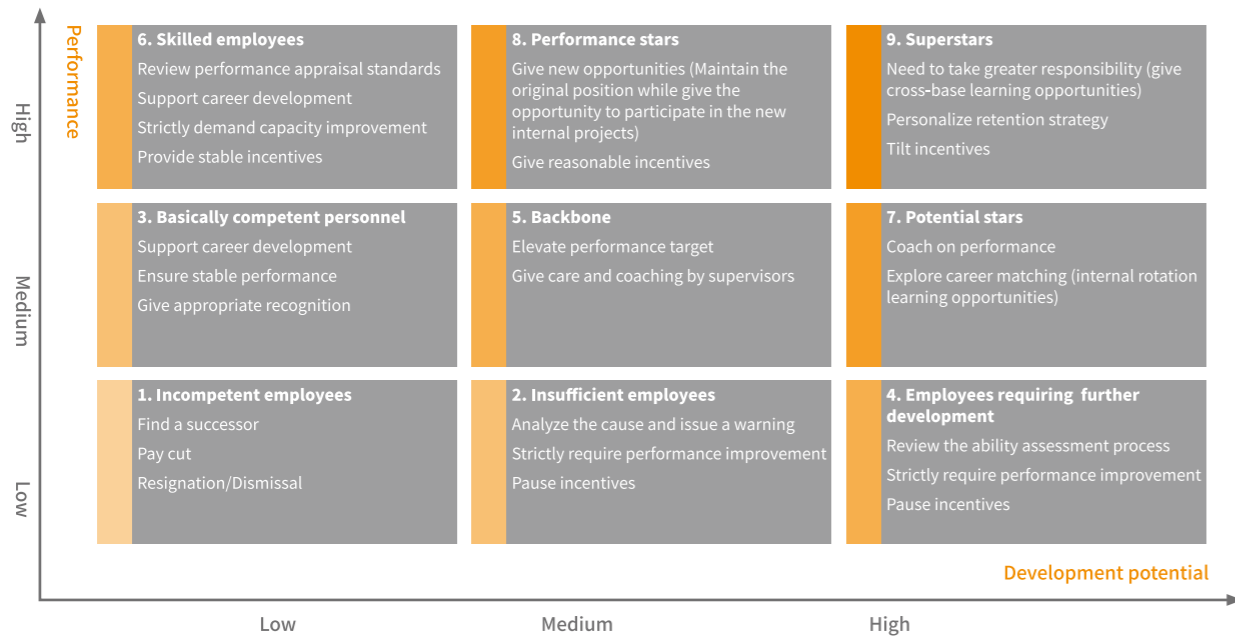 Performance
High
Medium
Low
6. Skilled employees
Review performance appraisal standards
Support career development
Strictly demand capacity improvement
Provide stable incentives
8. Performance stars
Give new opportunities (Maintain the
original position while give the
opportunity to participate in the new
internal projects)
Give reasonable incentives
9. Superstars
Need to take greater responsibility (give
cross-base learning opportunities)
Personalize retention strategy
Tilt incentives
3. Basically competent personnel
Support career development
Ensure stable performance
Give appropriate recognition
5. Backbone
Elevate performance target
Give care and coaching by supervisors
7. Potential stars
Coach on performance
Explore career matching (internal rotation
learning opportunities)
1. Incompetent employees
Find a successor
Pay cut
Resignation/Dismissal
2. Insufficient employees
Analyze the cause and issue a warning
Strictly require performance improvement
Pause incentives
4. Employees requiring further
development
Review the ability assessment process
Strictly require performance improvement
Pause incentives
Development potential
Low
Medium
High